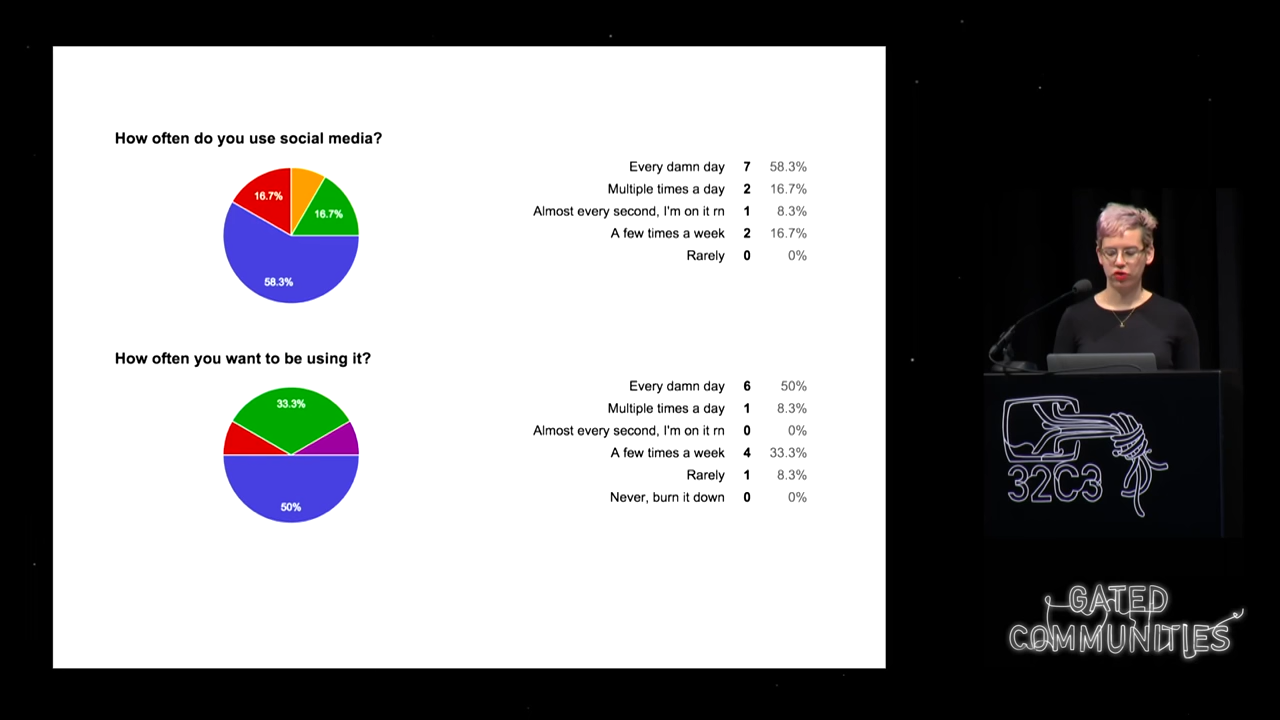 How often do you use social media?
16.7%
16.7%
58.3%
Every damn day 7 58.3%
Multiple times a day 2 16.7%
Almost every second, I'm on it rn 1 8.3%
A few times a week 2 16.7%
Rarely 0 0%
How often you want to be using it?
33.3%
50%
Every damn day 6 50%
Multiple times a day 1 8.3%
Almost every second, I'm on it rn 0 0%
A few times a week 4 33.3%
Rarely 1 8.3%
Never, burn it down 0 0%
32C3
GATED
COMMUNITIES